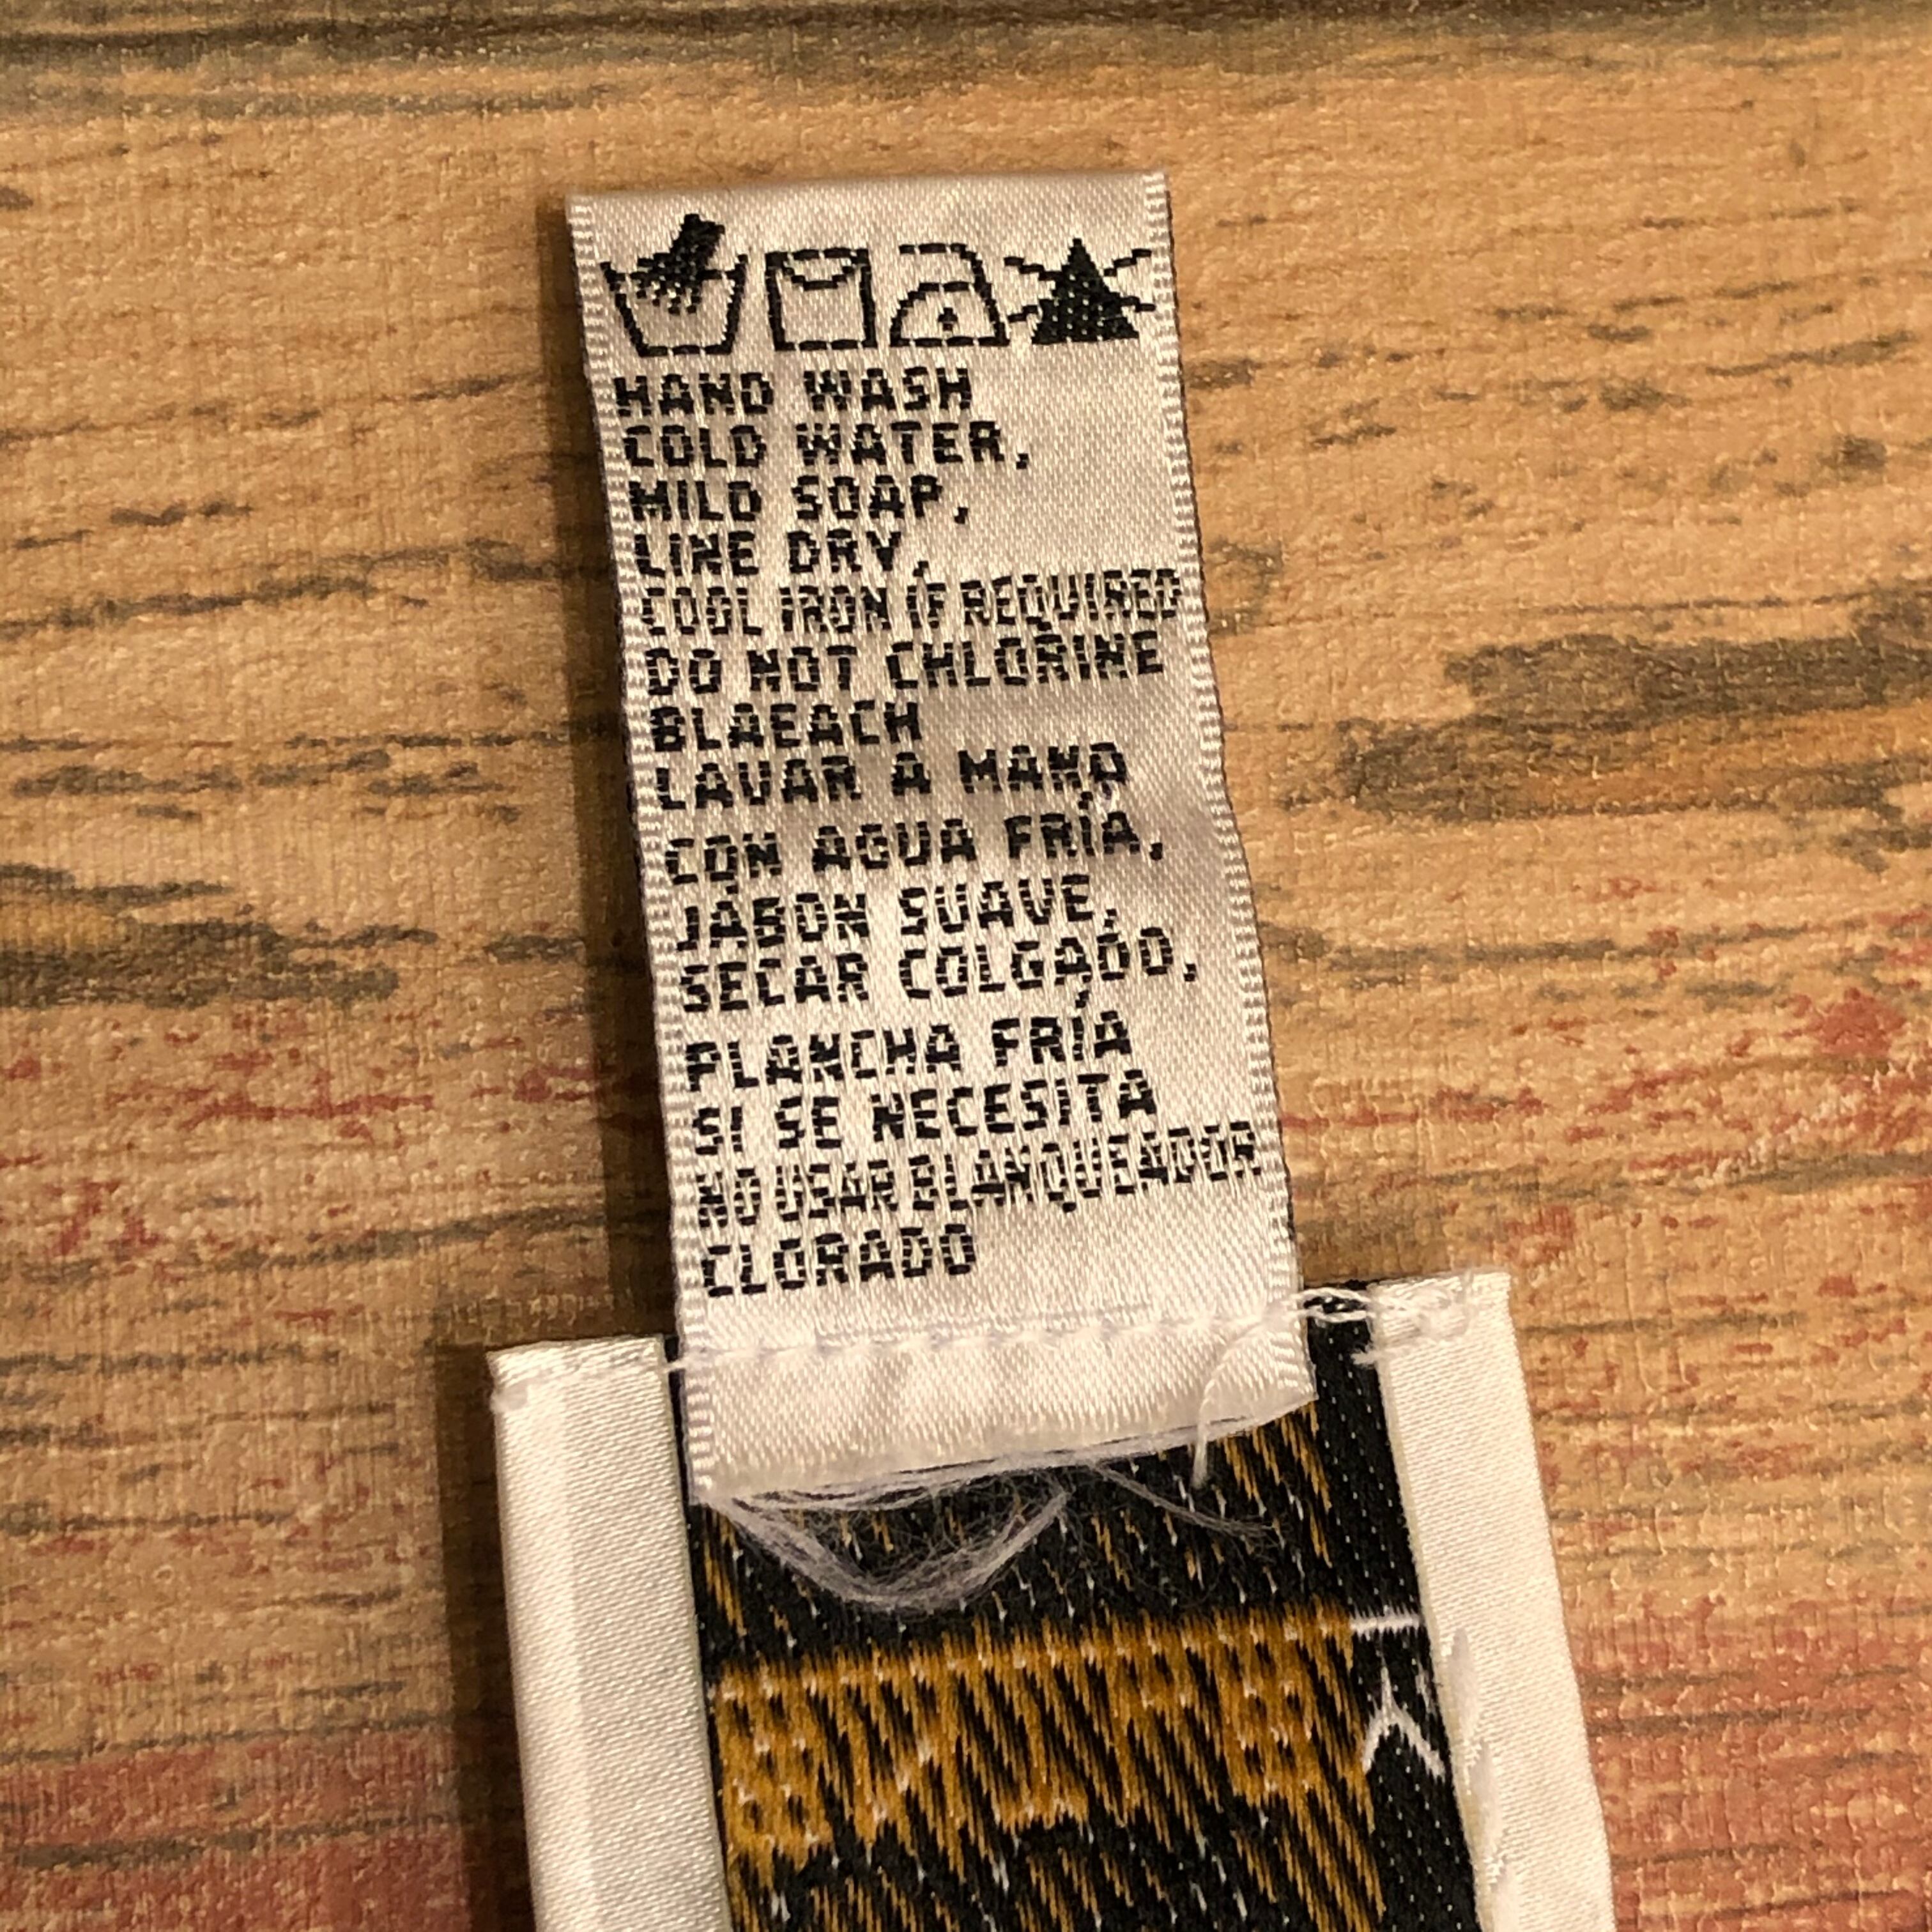 HAND WASH
COLD WATER,
MILD SOAP,
LINE DRY,
COOL IRON IF REQUIRED
DO NOT CHLORINE
BLAEACH
LAVAR A MANO
CON AGUA FRÍA,
JABON SUAVE,
SECAR COLGADO,
PLANCHA FRÍA
SI SE NECESITA
NO USAR BLANQUEADOR
CLORADO